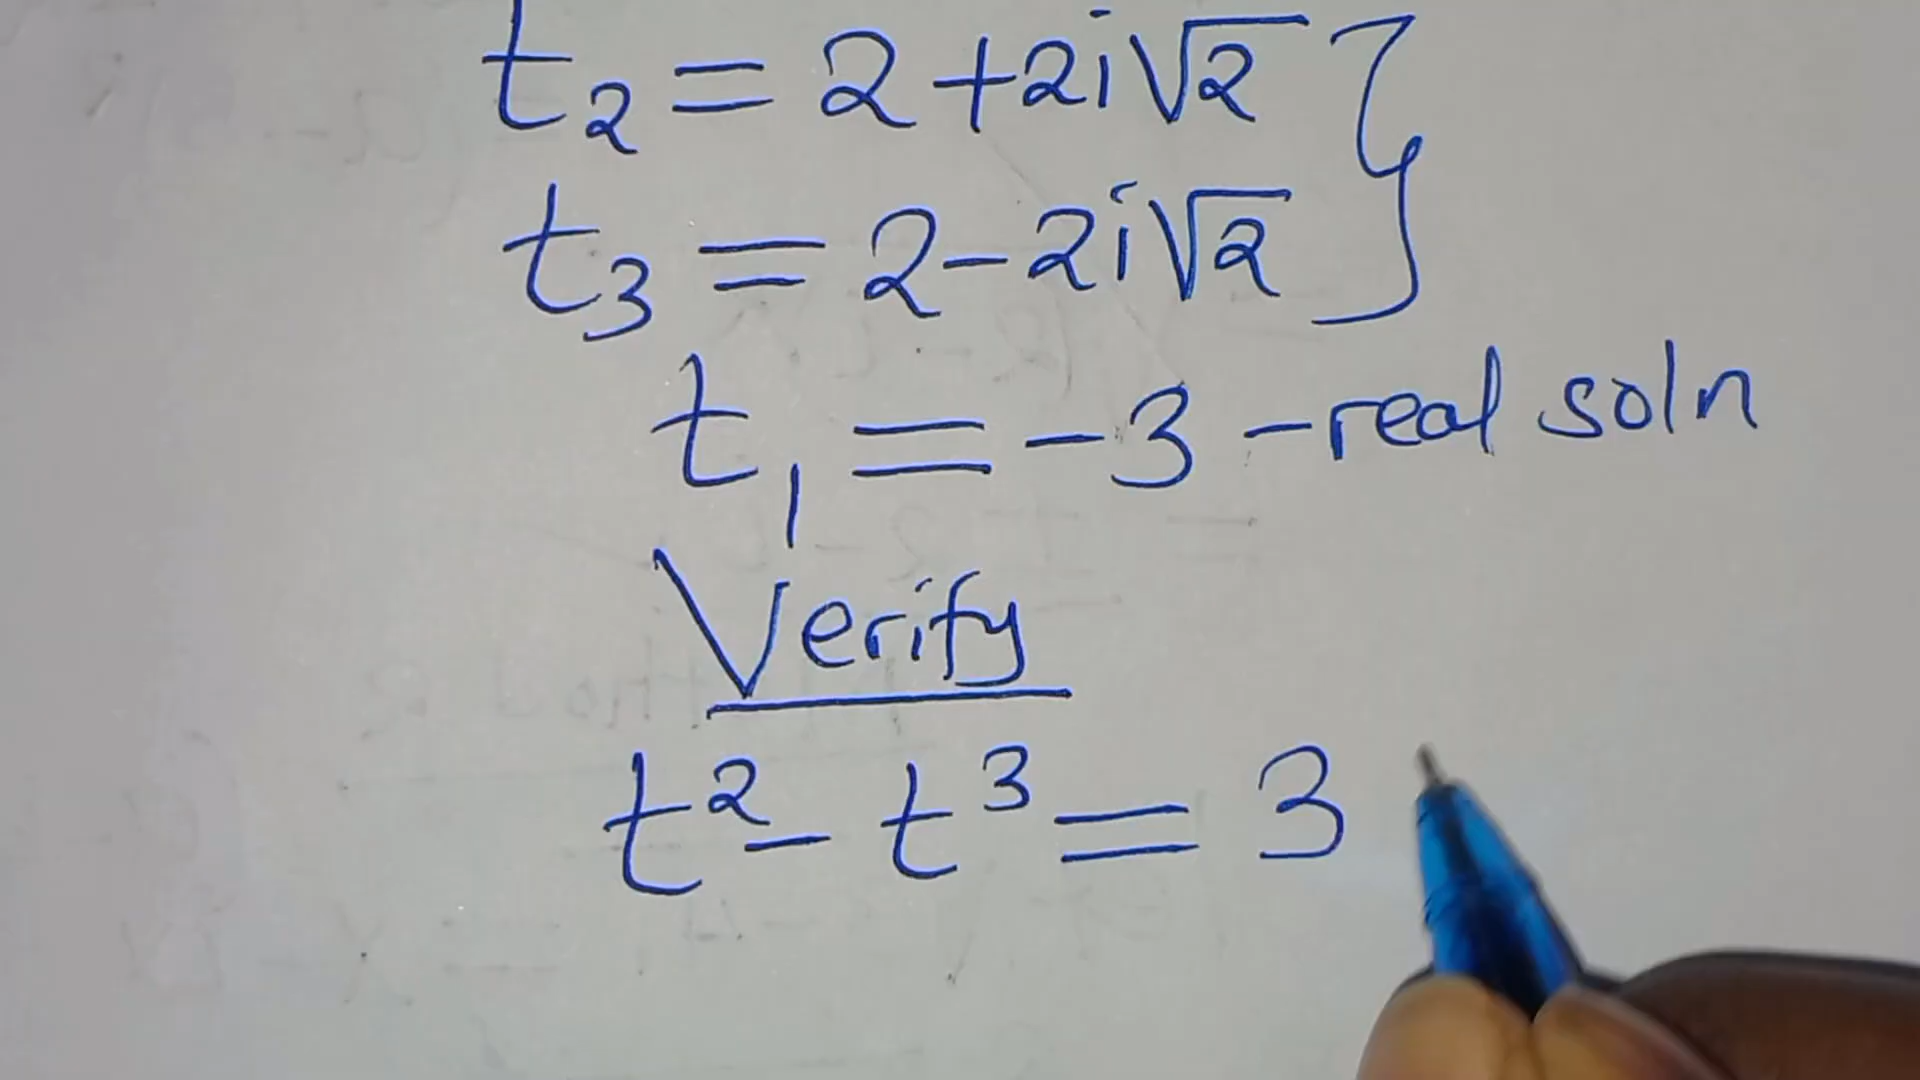 t₂ = 2 + 2i√2 }
t₃ = 2 - 2i√2
t₁ = -3 - real soln
Verify
t² - t³ = 3